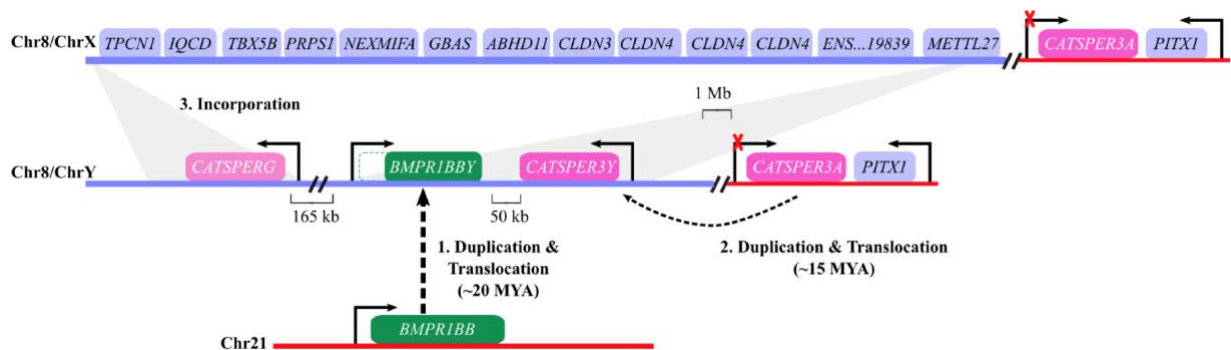 Chr8/ChrX TPCN1 IQCD TBX5B PRPS1 NEXMIFA GBAS ABHD11 CLDN3 CLDN4 CLDN4 CLDN4 ENS...19839 METTL27 CATSPER3A PITX1
3. Incorporation
1 Mb
Chr8/ChrY CATSPERG BMPR1BBY CATSPER3Y CATSPER3A PITX1
165 kb
50 kb
1. Duplication &
Translocation
(~20 MYA)
2. Duplication & Translocation
(~15 MYA)
BMPR1BB
Chr21